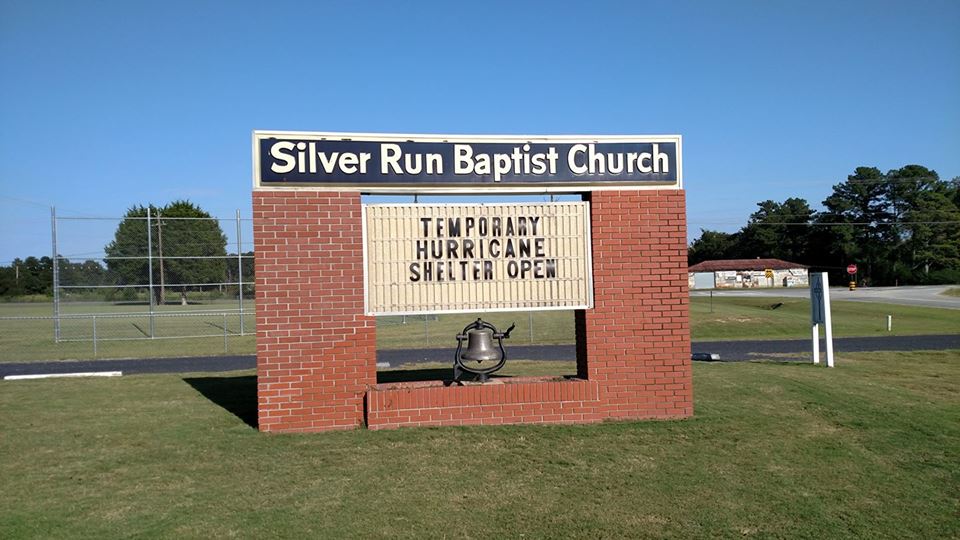 Silver Run Baptist Church
TEMPORARY
HURRICANE
SHELTER OPEN